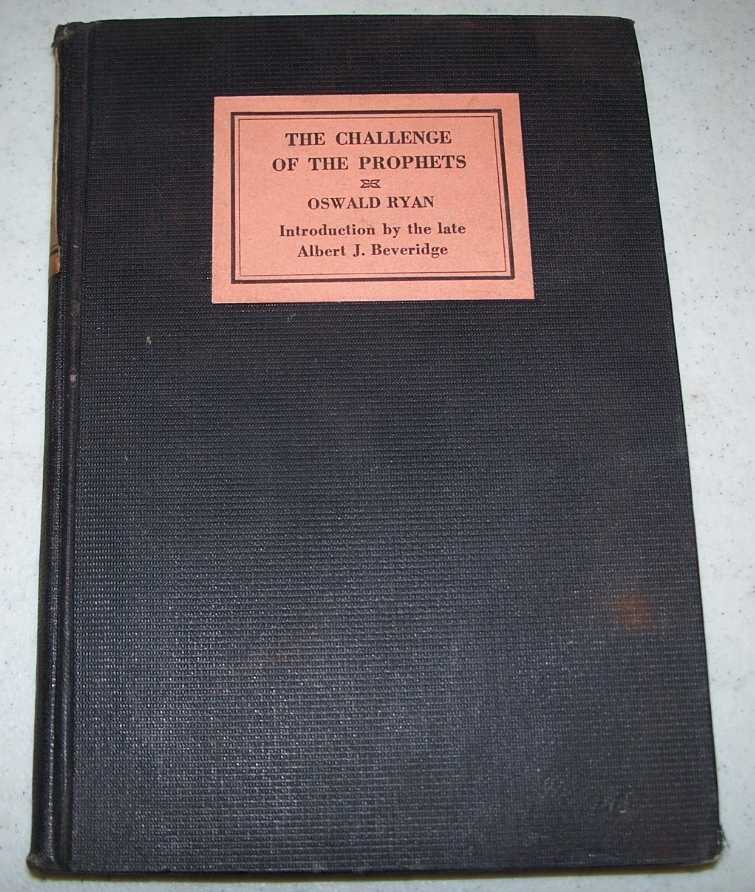 THE CHALLENGE
OF THE PROPHETS
OSWALD RYAN
Introduction by the late
Albert J. Beveridge